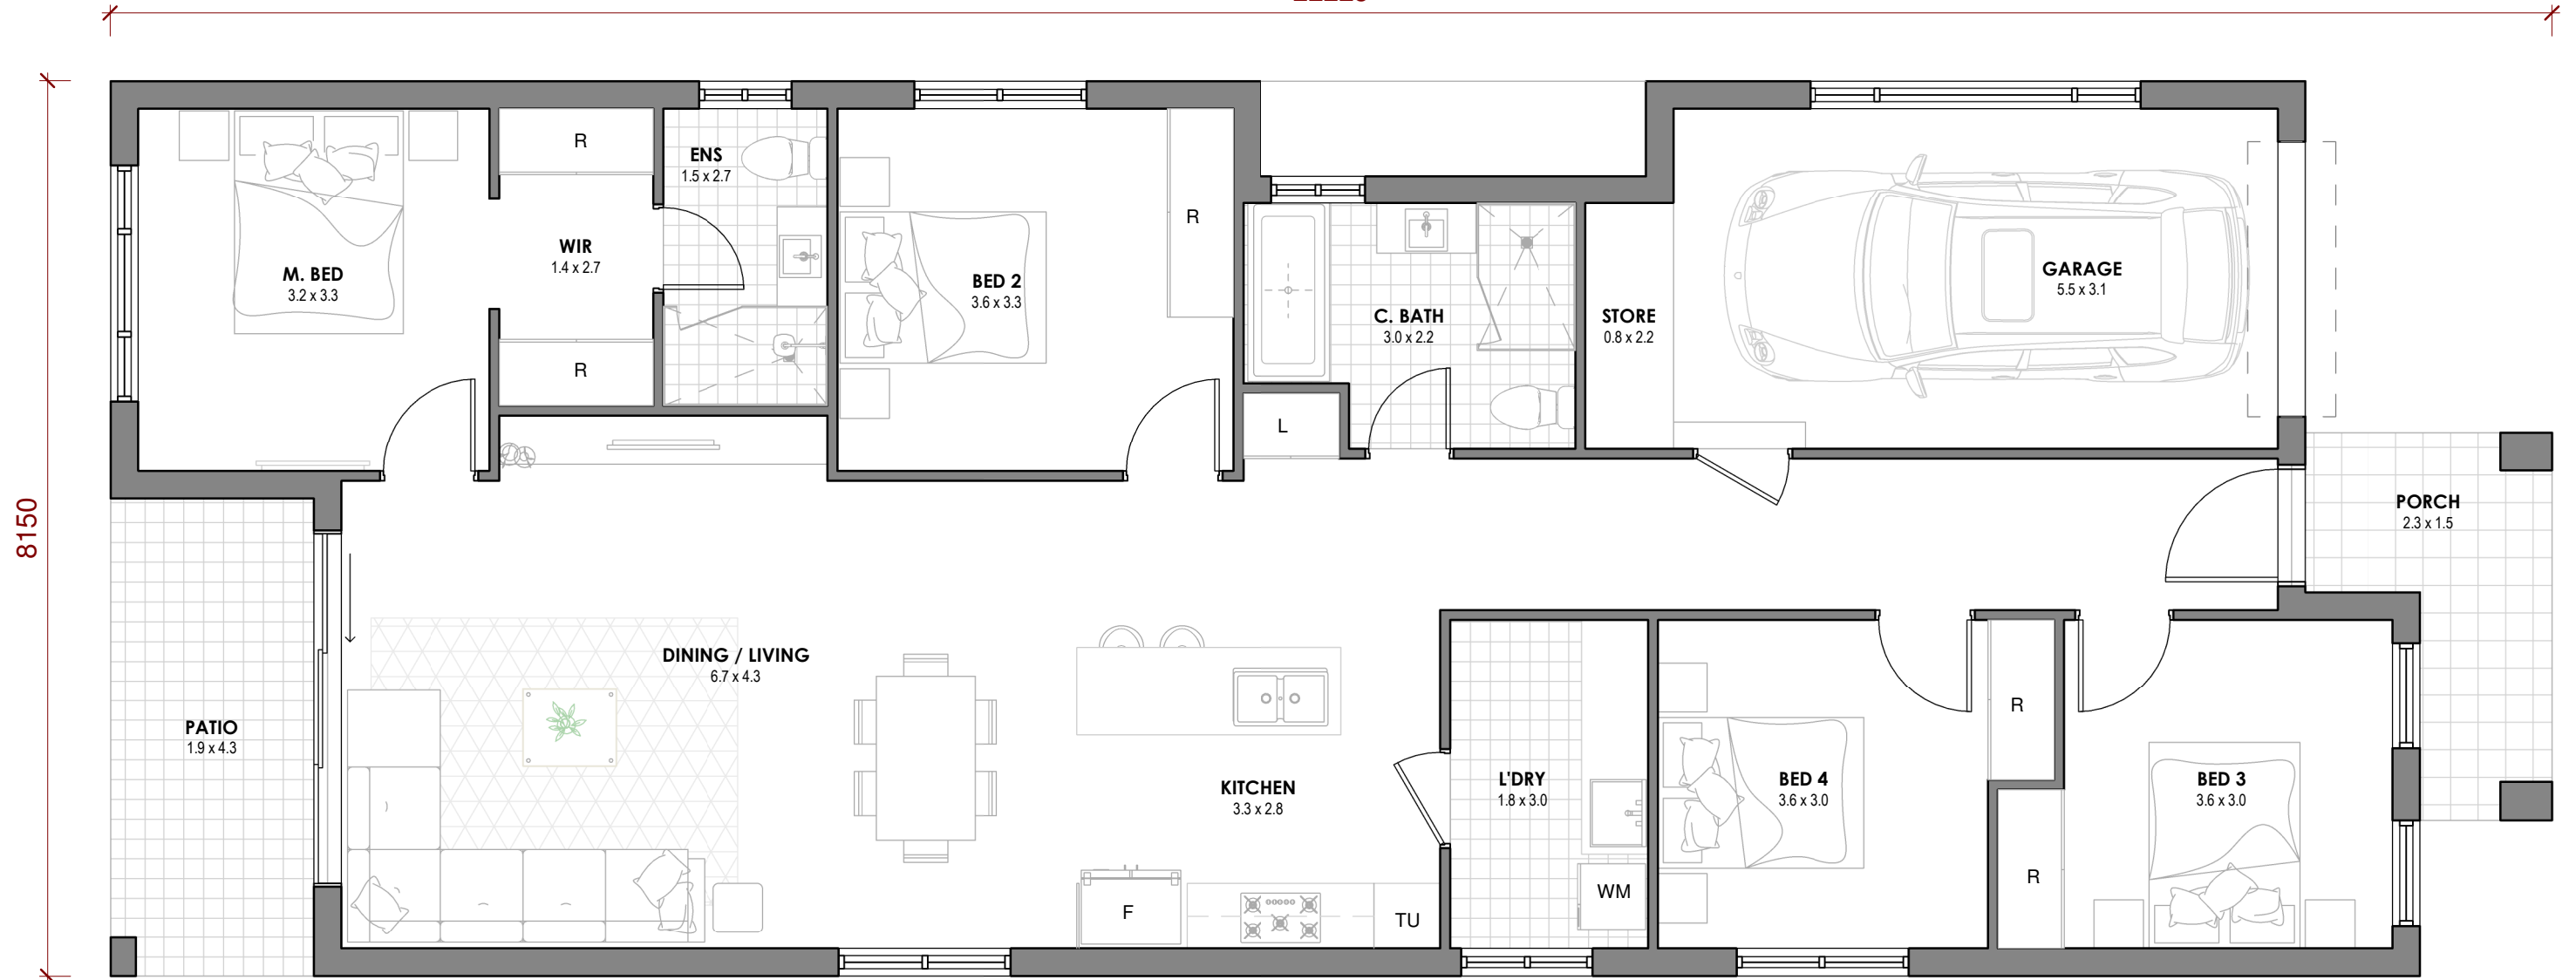 8150
M. BED
3.2 x 3.3
R
WIR
1.4 x 2.7
R
ENS
1.5 x 2.7
BED 2
3.6 x 3.3
R
C. BATH
3.0 x 2.2
L
STORE
0.8 x 2.2
GARAGE
5.5 x 3.1
PORCH
2.3 x 1.5
PATIO
1.9 x 4.3
DINING / LIVING
6.7 x 4.3
KITCHEN
3.3 x 2.8
F
TU
L'DRY
1.8 x 3.0
WM
BED 4
3.6 x 3.0
R
R
BED 3
3.6 x 3.0